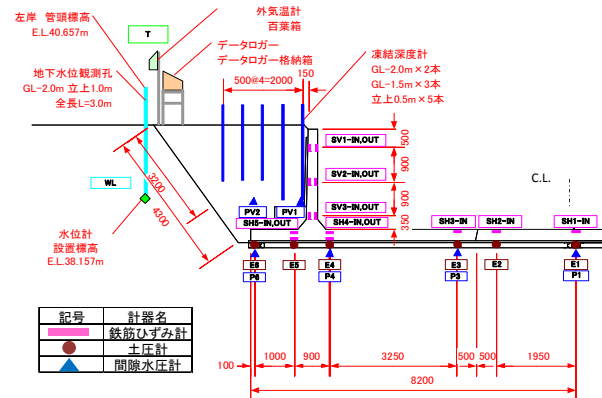 左岸 管頭標高
E.L.40.657m
T
外気温計
百葉箱
データロガー
データロガー格納箱
地下水位観測孔
GL-2.0m 立上1.0m
全長L=3.0m
500@4=2000
150
凍結深度計
GL-2.0m×2本
GL-1.5m×3本
立上0.5m×5本
SV1-IN,OUT
500
900
SV2-IN,OUT
900
SV3-IN,OUT
350
WL
3200
4300
水位計
設置標高
E.L.38.157m
PV2
PV1
SH5-IN,OUT
SH4-IN,OUT
SH3-IN
SH2-IN
SH1-IN
C.L.
E6
E5
E4
E3
E2
E1
P6
P4
P3
P1
記号
計器名
鉄筋ひずみ計
土圧計
間隙水圧計
100
1000
900
3250
500
500
1950
8200